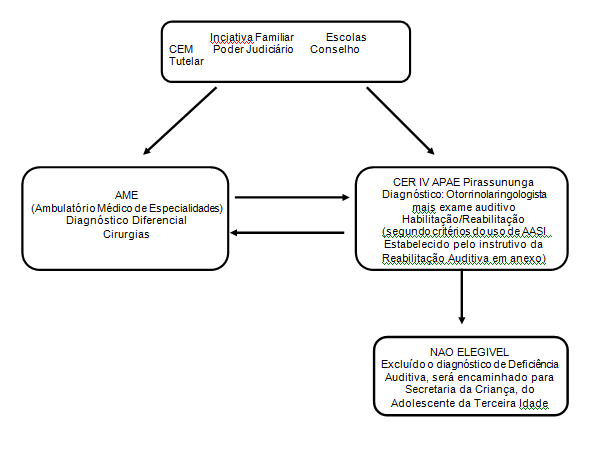 Inciativa Familiar Escolas
CEM Poder Judiciário Conselho
Tutelar
AME
(Ambulatório Médico de Especialidades)
Diagnóstico Diferencial
Cirurgias
CER IV APAE Pirassununga
Diagnóstico: Otorrinolaringologista
mais exame auditivo
Habilitação/Reabilitação
(segundo critérios do uso de AASI
Estabelecido pelo instrutivo da
Reabilitação Auditiva em anexo)
NAO ELEGIVEL
Excluído o diagnóstico de Deficiência
Auditiva, será encaminhado para
Secretaria da Criança, do
Adolescente da Terceira Idade